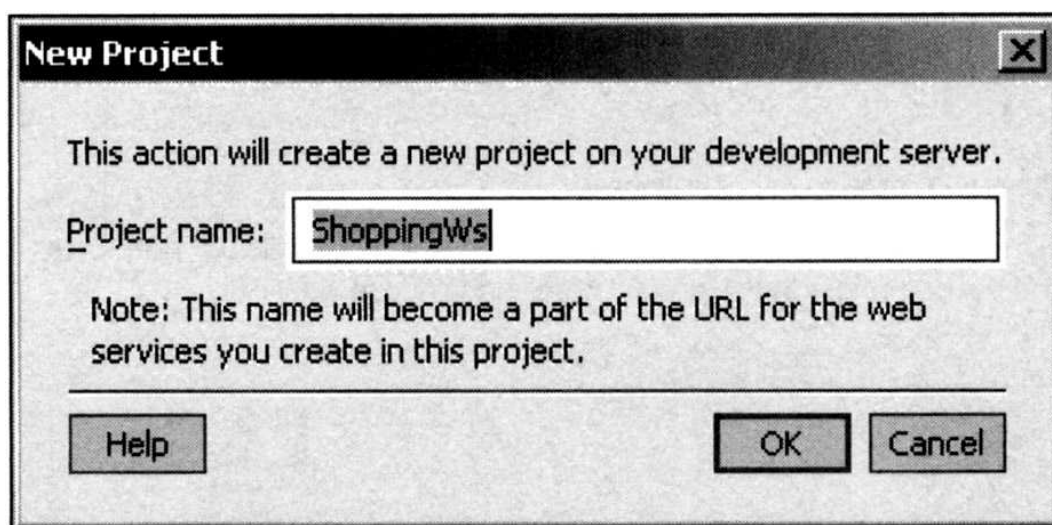 New Project
This action will create a new project on your development server.
Project name: ShoppingWs
Note: This name will become a part of the URL for the web
services you create in this project.
Help OK Cancel